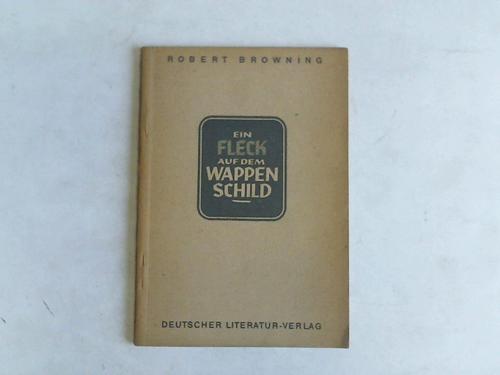 ROBERT BROWNING
EIN
FLECK
AUF DEM
WAPPEN
SCHILD
DEUTSCHER LITERATUR-VERLAG